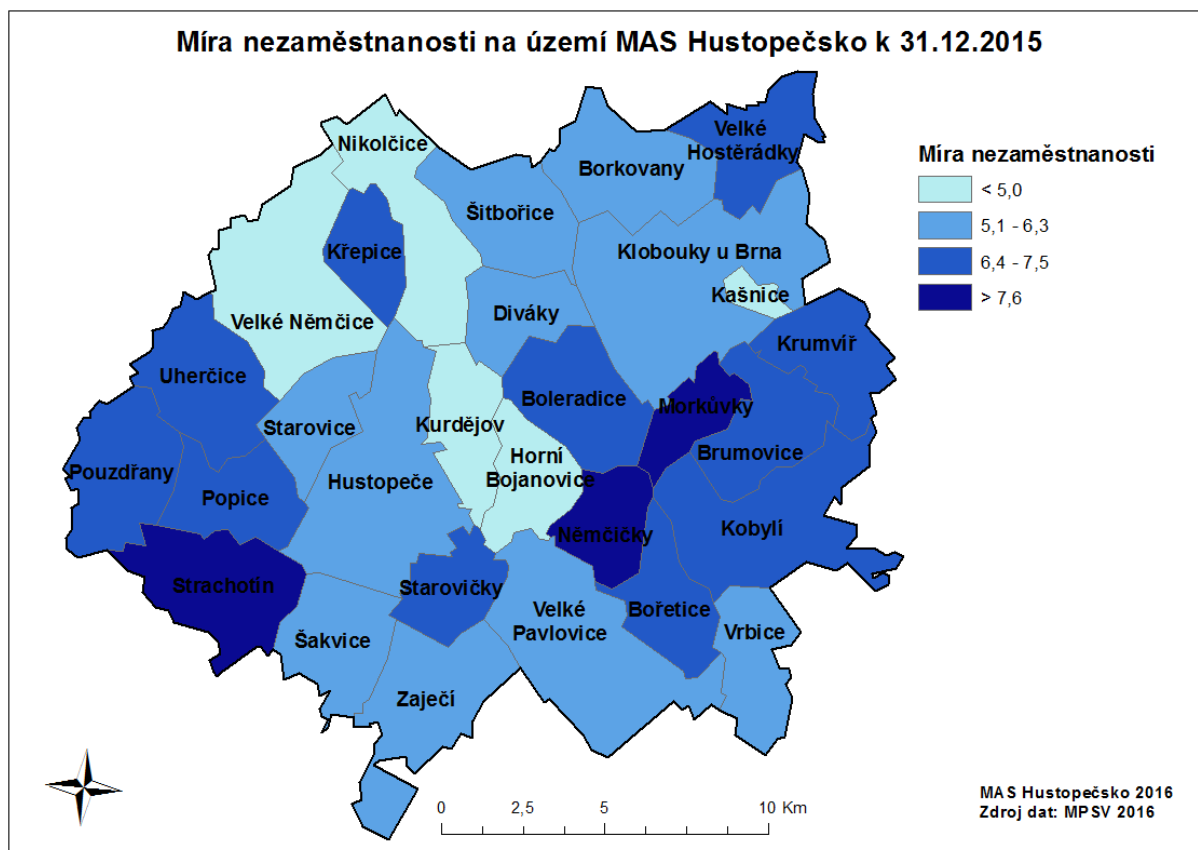 Míra nezaměstnanosti na území MAS Hustopečsko k 31.12.2015
Velké
Hostěrádky
Nikolčice
Borkovany
Míra nezaměstnanosti
< 5,0
5,1 - 6,3
6,4 - 7,5
> 7,6
Šitbořice
Křepice
Klobouky u Brna
Kašnice
Diváky
Velké Němčice
Krumvíř
Uherčice
Boleradice
Morkůvky
Starovice
Kurdějov
Horní
Bojanovice
Brumovice
Pouzdřany
Popice
Hustopeče
Němčičky
Kobylí
Strachotín
Starovičky
Velké
Pavlovice
Bořetice
Vrbice
Šakvice
Zaječí
0 2,5 5 10 Km
MAS Hustopečsko 2016
Zdroj dat: MPSV 2016